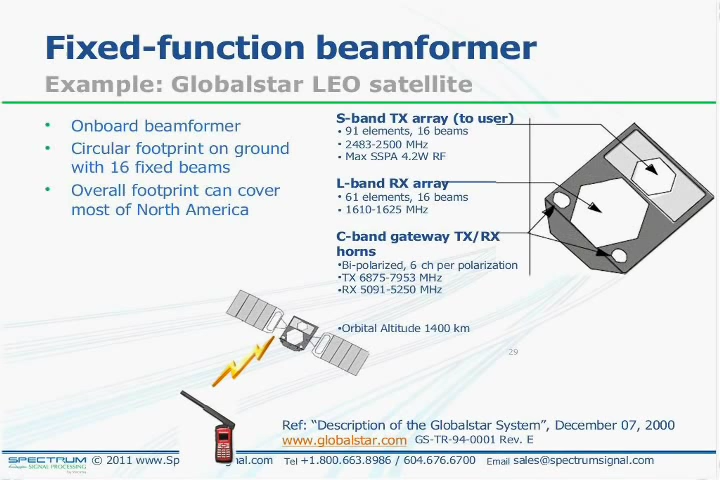 Fixed-function beamformer
Example: Globalstar LEO satellite
• Onboard beamformer
• Circular footprint on ground
with 16 fixed beams
• Overall footprint can cover
most of North America
S-band TX array (to user)
• 91 elements, 16 beams
• 2483-2500 MHz
• Max SSPA 4.2W RF
L-band RX array
• 61 elements, 16 beams
• 1610-1625 MHz
C-band gateway TX/RX
horns
•Bi-polarized, 6 ch per polarization
•TX 6875-7953 MHz
•RX 5091-5250 MHz
•Orbital Altitude 1400 km
29
Ref: “Description of the Globalstar System”, December 07, 2000
www.globalstar.com GS-TR-94-0001 Rev. E
SPECTRUM
SIGNAL PROCESSING
© 2011 www.Sp gnal.com Tel +1.800.663.8986 / 604.676.6700 Email sales@spectrumsignal.com